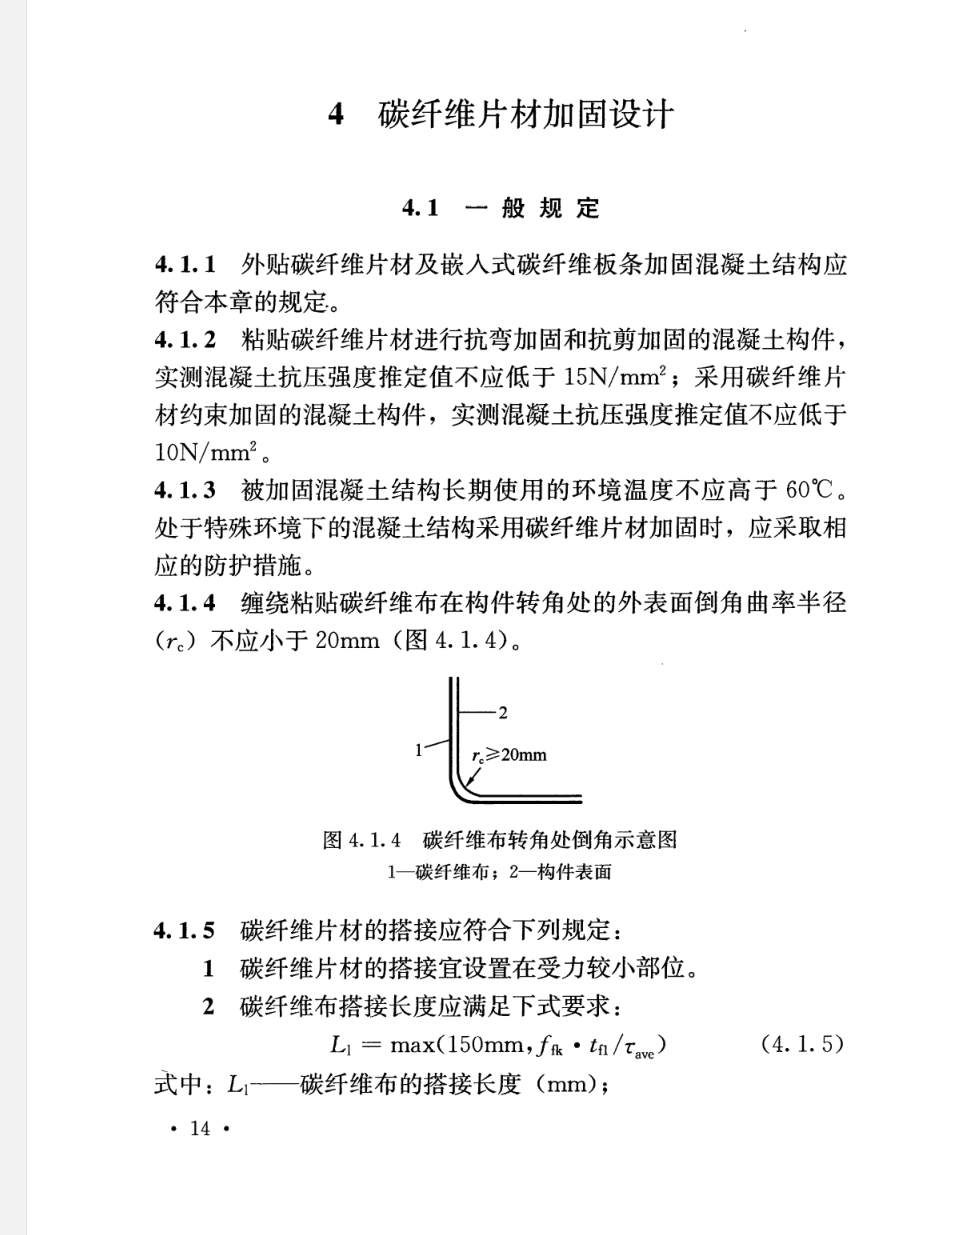 4 碳纤维片材加固设计
4.1 一般规定
4.1.1 外贴碳纤维片材及嵌入式碳纤维板条加固混凝土结构应
符合本章的规定。
4.1.2 粘贴碳纤维片材进行抗弯加固和抗剪加固的混凝土构件，
实测混凝土抗压强度推定值不应低于 15N/mm²；采用碳纤维片
材约束加固的混凝土构件，实测混凝土抗压强度推定值不应低于
10N/mm²。
4.1.3 被加固混凝土结构长期使用的环境温度不应高于 60℃。
处于特殊环境下的混凝土结构采用碳纤维片材加固时，应采取相
应的防护措施。
4.1.4 缠绕粘贴碳纤维布在构件转角处的外表面倒角曲率半径
(r_c) 不应小于 20mm（图 4.1.4）。
2
1
r_c≥20mm
图 4.1.4 碳纤维布转角处倒角示意图
1—碳纤维布；2—构件表面
4.1.5 碳纤维片材的搭接应符合下列规定：
1 碳纤维片材的搭接宜设置在受力较小部位。
2 碳纤维布搭接长度应满足下式要求：
L_l = max(150mm, f_fk · t_fl/τ_ave) (4.1.5)
式中：L_l——碳纤维布的搭接长度（mm）；
· 14 ·